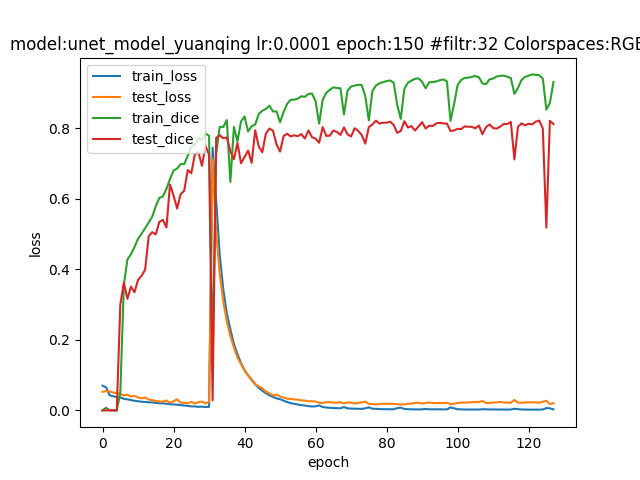 model:unet_model_yuanqing lr:0.0001 epoch:150 #filtr:32 Colorspaces:RGB
train_loss
test_loss
train_dice
test_dice
0.8
0.6
0.4
0.2
0.0
loss
0 20 40 60 80 100 120
epoch